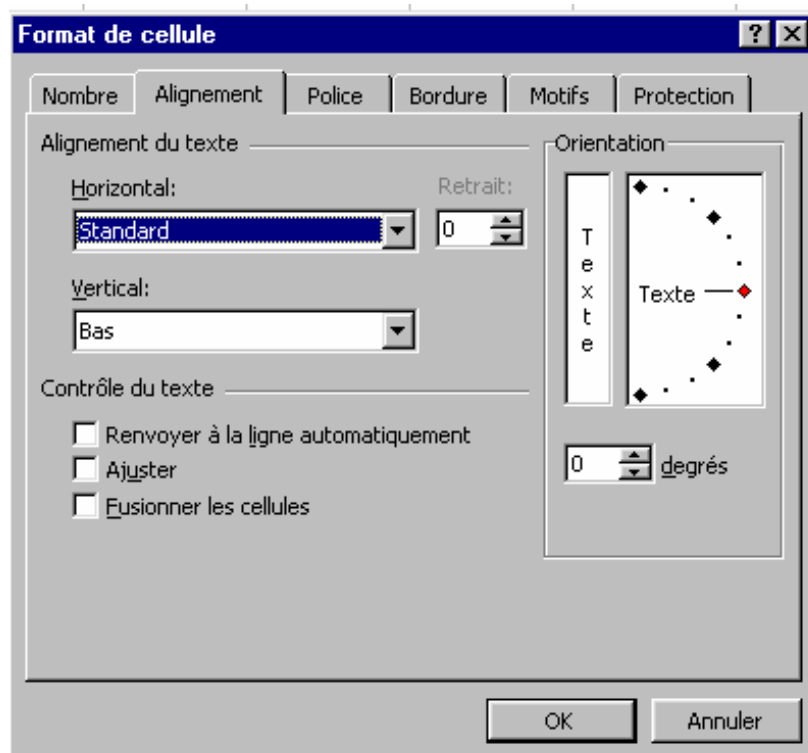 Format de cellule
Nombre Alignement Police Bordure Motifs Protection
Alignement du texte
Horizontal: Retrait:
Standard 0
Vertical:
Bas
Contrôle du texte
Renvoyer à la ligne automatiquement
Ajuster
Fusionner les cellules
Orientation
Texte
Texte
0 degrés
OK Annuler